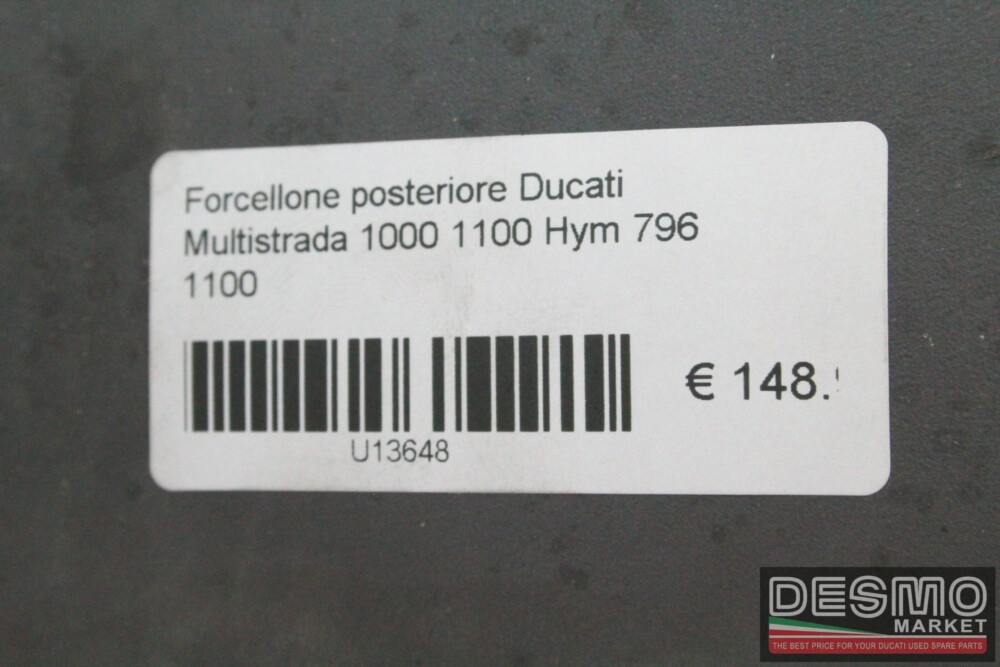 Forcellone posteriore Ducati
Multistrada 1000 1100 Hym 796
1100
€ 148.
U13648
DESMO
MARKET
THE BEST PRICE FOR YOUR DUCATI USED SPARE PARTS